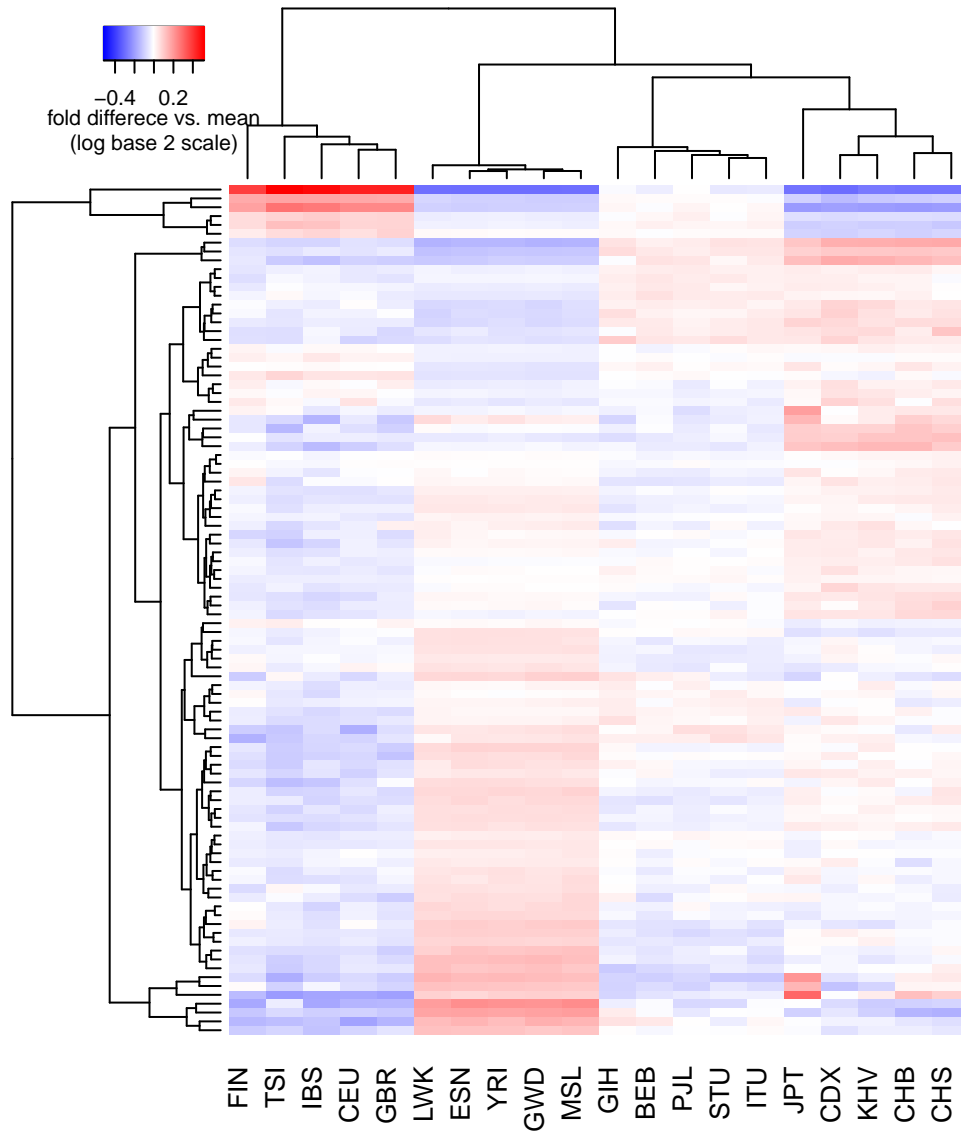 −0.4 0.2
fold differece vs. mean
(log base 2 scale)
FIN TSI IBS CEU GBR LWK ESN YRI GWD MSL GIH BEB PJL STU ITU JPT CDX KHV CHB CHS